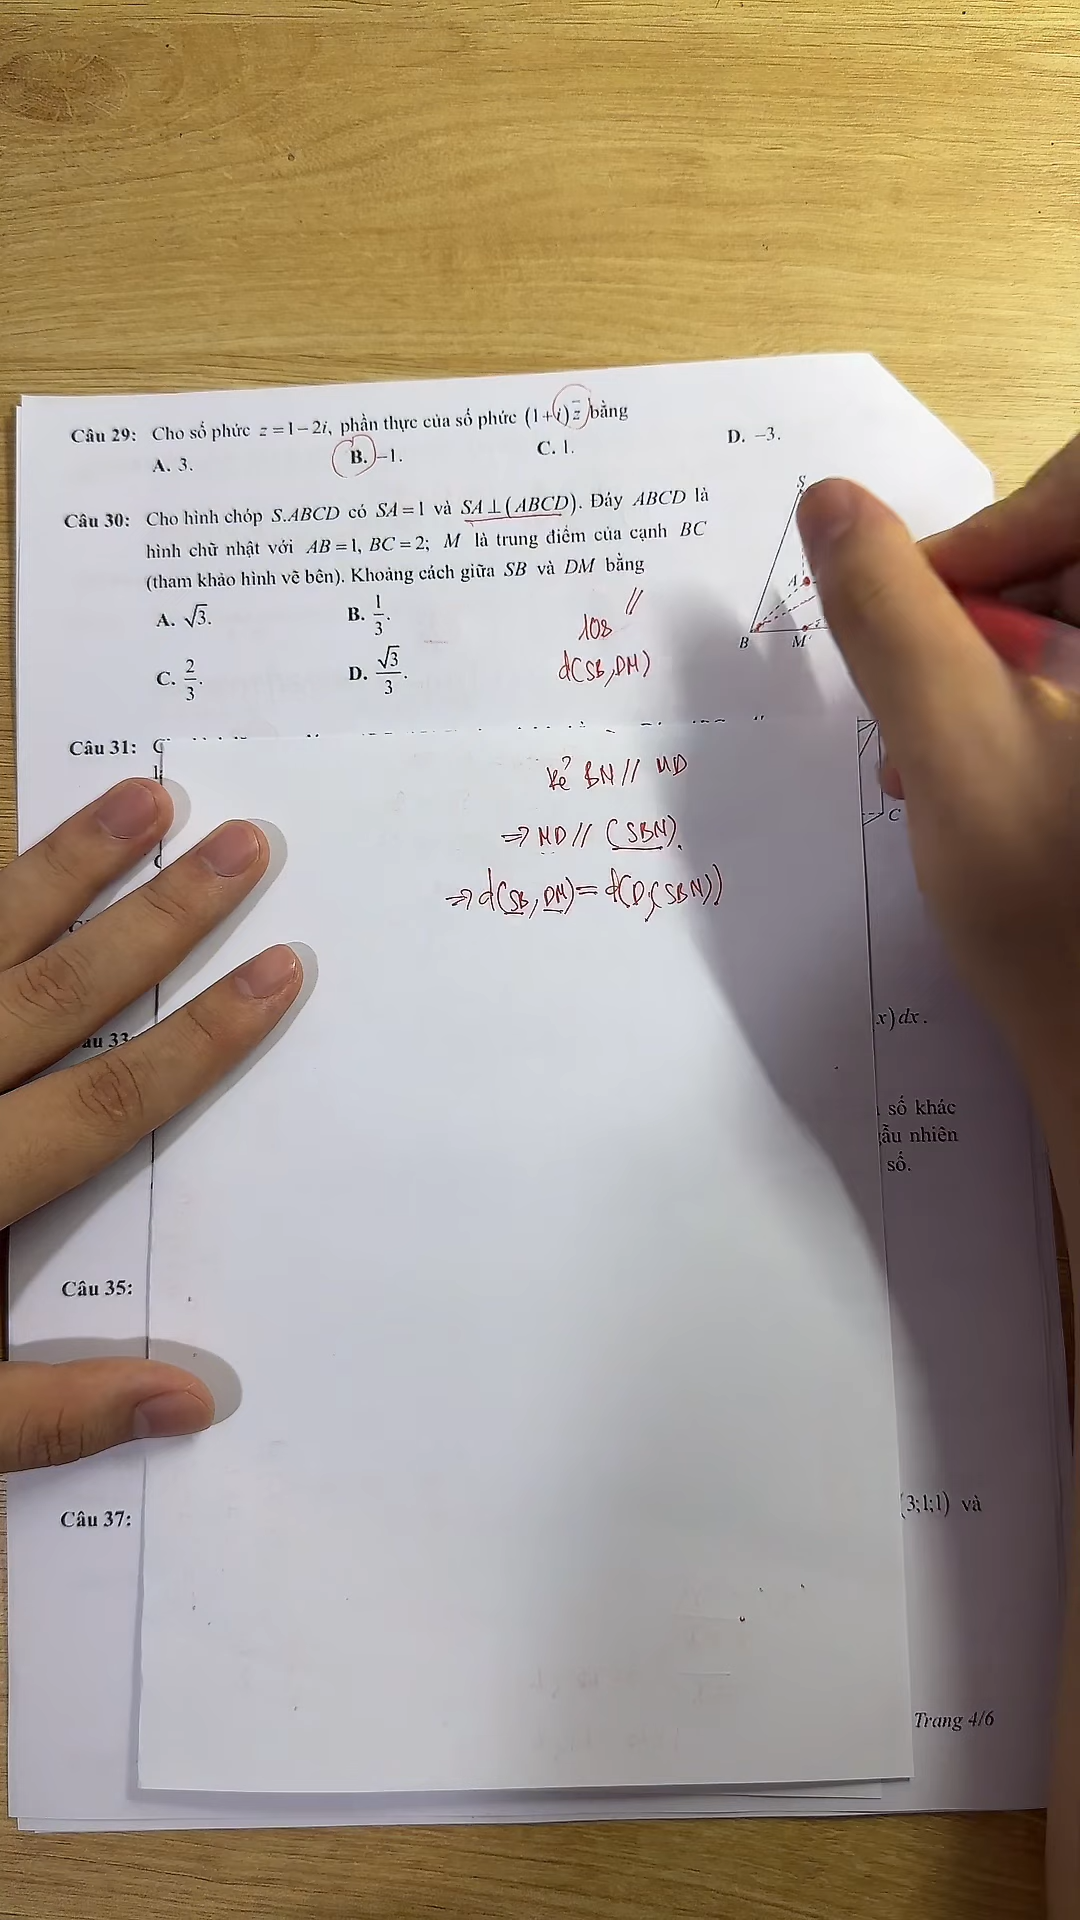 Câu 29: Cho số phức z = 1 − 2i, phần thực của số phức (1+i)z̄ bằng
A. 3. B. −1. C. 1. D. −3.
Câu 30: Cho hình chóp S.ABCD có SA = 1 và SA ⊥ (ABCD). Đáy ABCD là
hình chữ nhật với AB = 1, BC = 2; M là trung điểm của cạnh BC
(tham khảo hình vẽ bên). Khoảng cách giữa SB và DM bằng
A. √3. B. 1/3.
C. 2/3. D. √3/3.
S
A
B M
//
108
d(SB,DM)
Câu 31:
kẻ BN // MD
⇒ MD // (SBN).
⇒ d(SB, DM) = d(D,(SBN))
C
x)dx.
số khác
ẫu nhiên
số.
Câu 35:
Câu 37:
(3;1;1) và
Trang 4/6